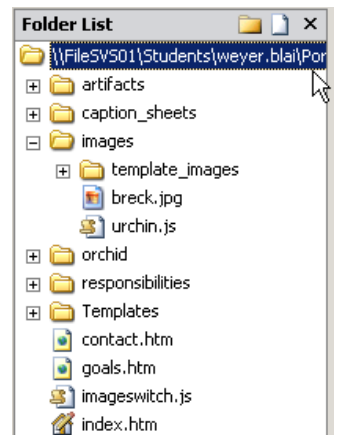 Folder List
\\FileSVS01\Students\weyer.blai\Por
artifacts
caption_sheets
images
template_images
breck.jpg
urchin.js
orchid
responsibilities
Templates
contact.htm
goals.htm
imageswitch.js
index.htm